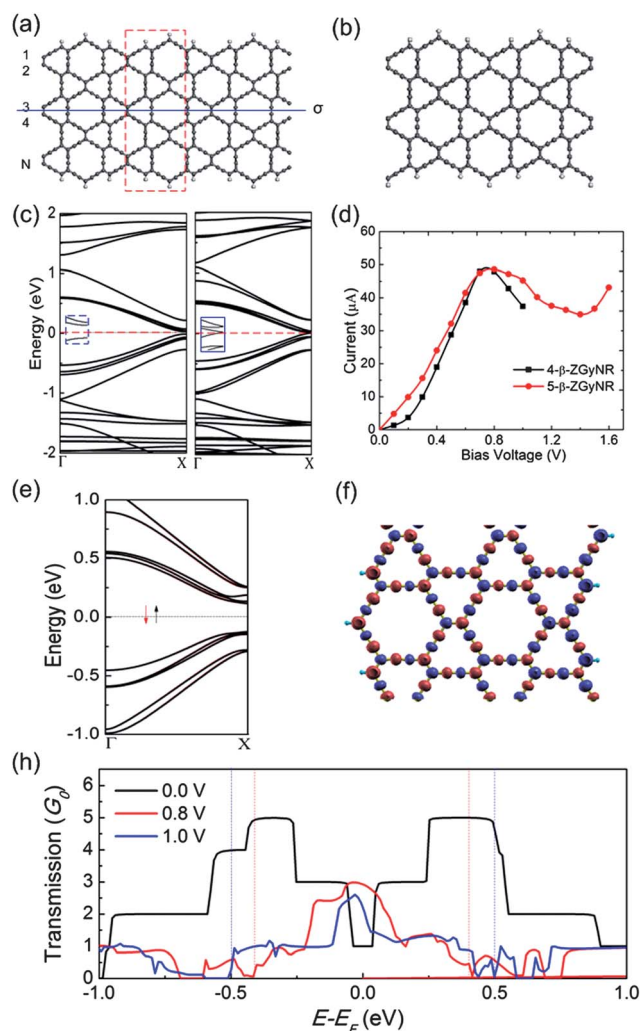 (a)
(b)
1
2
3
4
N
σ
(c)
(d)
2
1
0
-1
-2
Energy (eV)
Γ
X
Γ
X
60
50
40
30
20
10
0
Current (μA)
0.0
0.4
0.8
1.2
1.6
Bias Voltage (V)
4-β-ZGyNR
5-β-ZGyNR
(e)
(f)
1.0
0.5
0.0
-0.5
-1.0
Energy (eV)
Γ
X
(h)
6
5
4
3
2
1
0
Transmission (G₀)
0.0 V
0.8 V
1.0 V
-1.0
-0.5
0.0
0.5
1.0
E-E_F (eV)